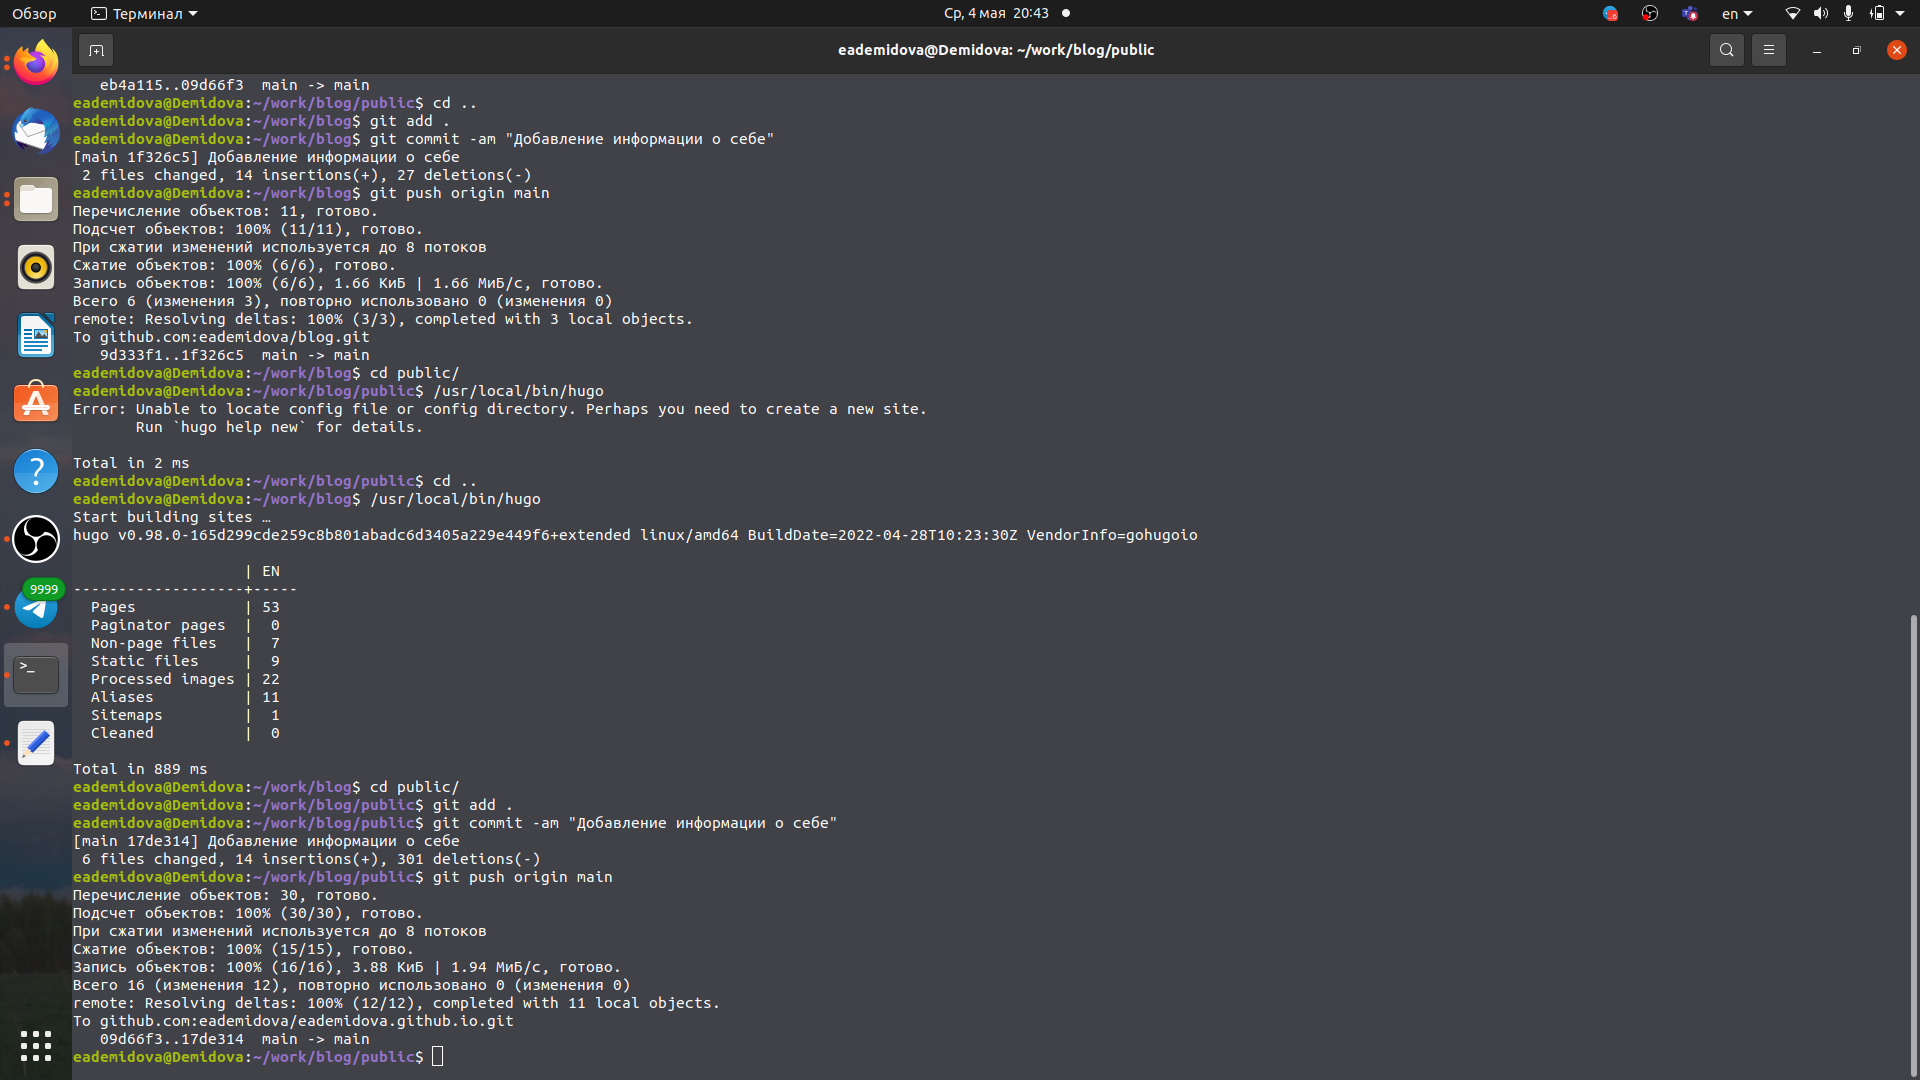 Обзор
Терминал
Ср, 4 мая 20:43
en
eademidova@Demidova: ~/work/blog/public
   eb4a115..09d66f3  main -> main
eademidova@Demidova:~/work/blog/public$ cd ..
eademidova@Demidova:~/work/blog$ git add .
eademidova@Demidova:~/work/blog$ git commit -am "Добавление информации о себе"
[main 1f326c5] Добавление информации о себе
 2 files changed, 14 insertions(+), 27 deletions(-)
eademidova@Demidova:~/work/blog$ git push origin main
Перечисление объектов: 11, готово.
Подсчет объектов: 100% (11/11), готово.
При сжатии изменений используется до 8 потоков
Сжатие объектов: 100% (6/6), готово.
Запись объектов: 100% (6/6), 1.66 КиБ | 1.66 МиБ/с, готово.
Всего 6 (изменения 3), повторно использовано 0 (изменения 0)
remote: Resolving deltas: 100% (3/3), completed with 3 local objects.
To github.com:eademidova/blog.git
   9d333f1..1f326c5  main -> main
eademidova@Demidova:~/work/blog$ cd public/
eademidova@Demidova:~/work/blog/public$ /usr/local/bin/hugo
Error: Unable to locate config file or config directory. Perhaps you need to create a new site.
       Run `hugo help new` for details.
Total in 2 ms
eademidova@Demidova:~/work/blog/public$ cd ..
eademidova@Demidova:~/work/blog$ /usr/local/bin/hugo
Start building sites …
hugo v0.98.0-165d299cde259c8b801abadc6d3405a229e449f6+extended linux/amd64 BuildDate=2022-04-28T10:23:30Z VendorInfo=gohugoio
                   | EN
-------------------+-----
  Pages            | 53
  Paginator pages  |  0
  Non-page files   |  7
  Static files     |  9
  Processed images | 22
  Aliases          | 11
  Sitemaps         |  1
  Cleaned          |  0
Total in 889 ms
eademidova@Demidova:~/work/blog$ cd public/
eademidova@Demidova:~/work/blog/public$ git add .
eademidova@Demidova:~/work/blog/public$ git commit -am "Добавление информации о себе"
[main 17de314] Добавление информации о себе
 6 files changed, 14 insertions(+), 301 deletions(-)
eademidova@Demidova:~/work/blog/public$ git push origin main
Перечисление объектов: 30, готово.
Подсчет объектов: 100% (30/30), готово.
При сжатии изменений используется до 8 потоков
Сжатие объектов: 100% (15/15), готово.
Запись объектов: 100% (16/16), 3.88 КиБ | 1.94 МиБ/с, готово.
Всего 16 (изменения 12), повторно использовано 0 (изменения 0)
remote: Resolving deltas: 100% (12/12), completed with 11 local objects.
To github.com:eademidova/eademidova.github.io.git
   09d66f3..17de314  main -> main
eademidova@Demidova:~/work/blog/public$
9999